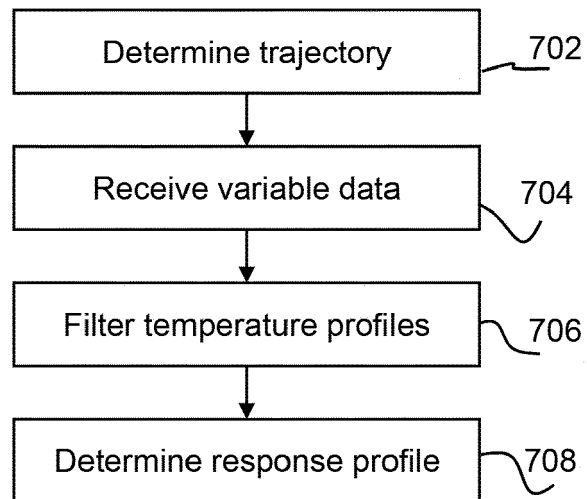 Determine trajectory
702
Receive variable data
704
Filter temperature profiles
706
Determine response profile
708